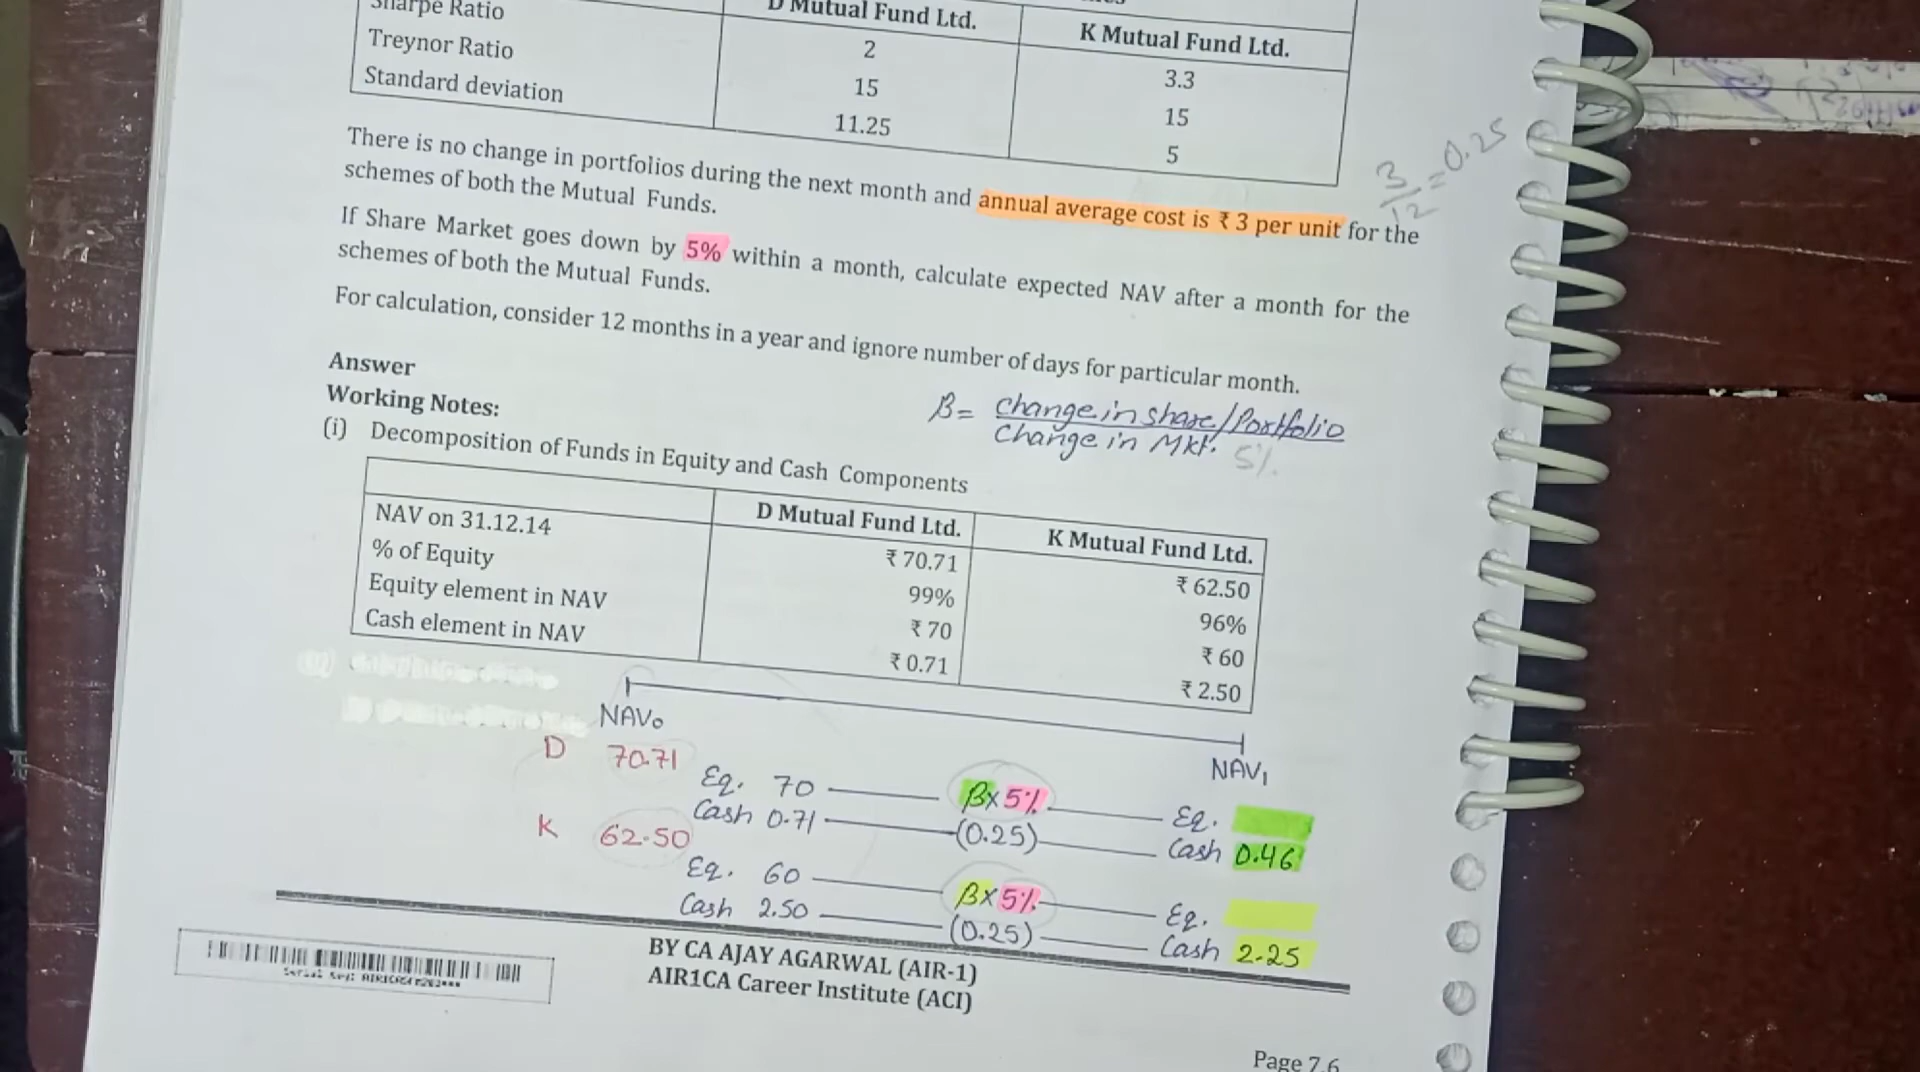 Sharpe Ratio D Mutual Fund Ltd. K Mutual Fund Ltd.
Treynor Ratio 2 3.3
Standard deviation 15 15
11.25 5
3/12 = 0.25
There is no change in portfolios during the next month and annual average cost is ₹ 3 per unit for the
schemes of both the Mutual Funds.
If Share Market goes down by 5% within a month, calculate expected NAV after a month for the
schemes of both the Mutual Funds.
For calculation, consider 12 months in a year and ignore number of days for particular month.
Answer
Working Notes:
β = Change in share/Portfolio
Change in Mkt. 5%
(i) Decomposition of Funds in Equity and Cash Components
D Mutual Fund Ltd. K Mutual Fund Ltd.
NAV on 31.12.14 ₹ 70.71 ₹ 62.50
% of Equity 99% 96%
Equity element in NAV ₹ 70 ₹ 60
Cash element in NAV ₹ 0.71 ₹ 2.50
NAV₀ NAV₁
D 70.71
Eq. 70 β×5% Eq.
Cash 0.71 (0.25) Cash 0.46
K 62.50
Eq. 60 β×5% Eq.
Cash 2.50 (0.25) Cash 2.25
BY CA AJAY AGARWAL (AIR-1)
AIR1CA Career Institute (ACI)
Page 7.6